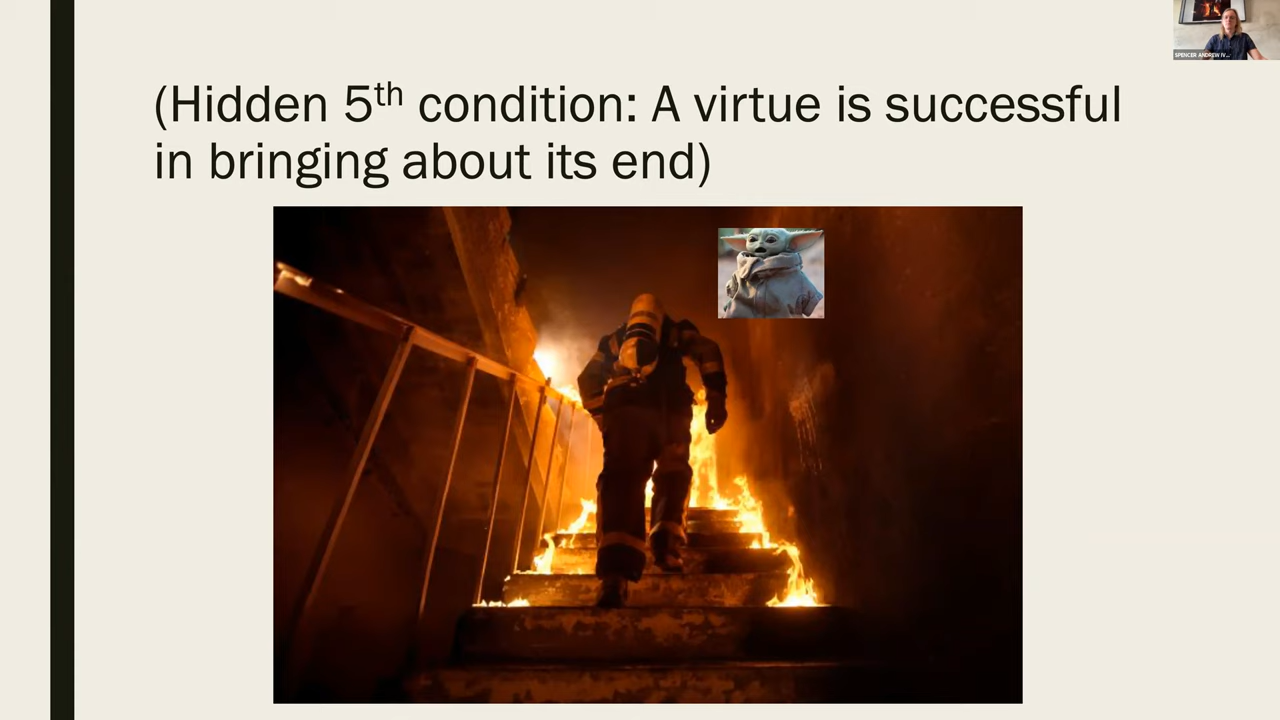 (Hidden 5th condition: A virtue is successful
in bringing about its end)
SPENCER ANDREW IV...